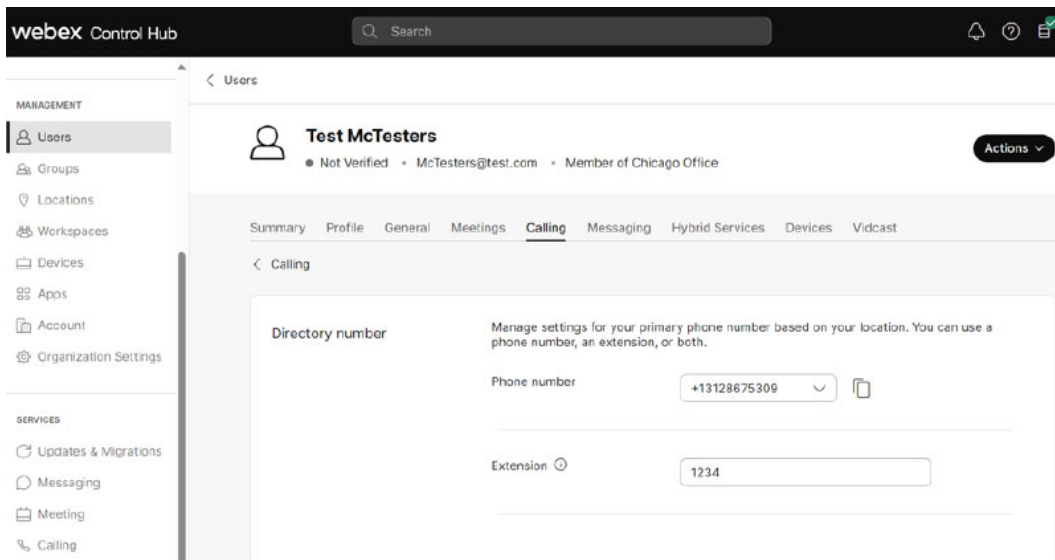 webex Control Hub
Search
Users
MANAGEMENT
Users
Groups
Locations
Workspaces
Devices
Apps
Account
Organization Settings
SERVICES
Updates & Migrations
Messaging
Meeting
Calling
Test McTesters
Not Verified • McTesters@test.com • Member of Chicago Office
Actions
Summary Profile General Meetings Calling Messaging Hybrid Services Devices Vidcast
Calling
Directory number
Manage settings for your primary phone number based on your location. You can use a
phone number, an extension, or both.
Phone number +13128675309
Extension 1234